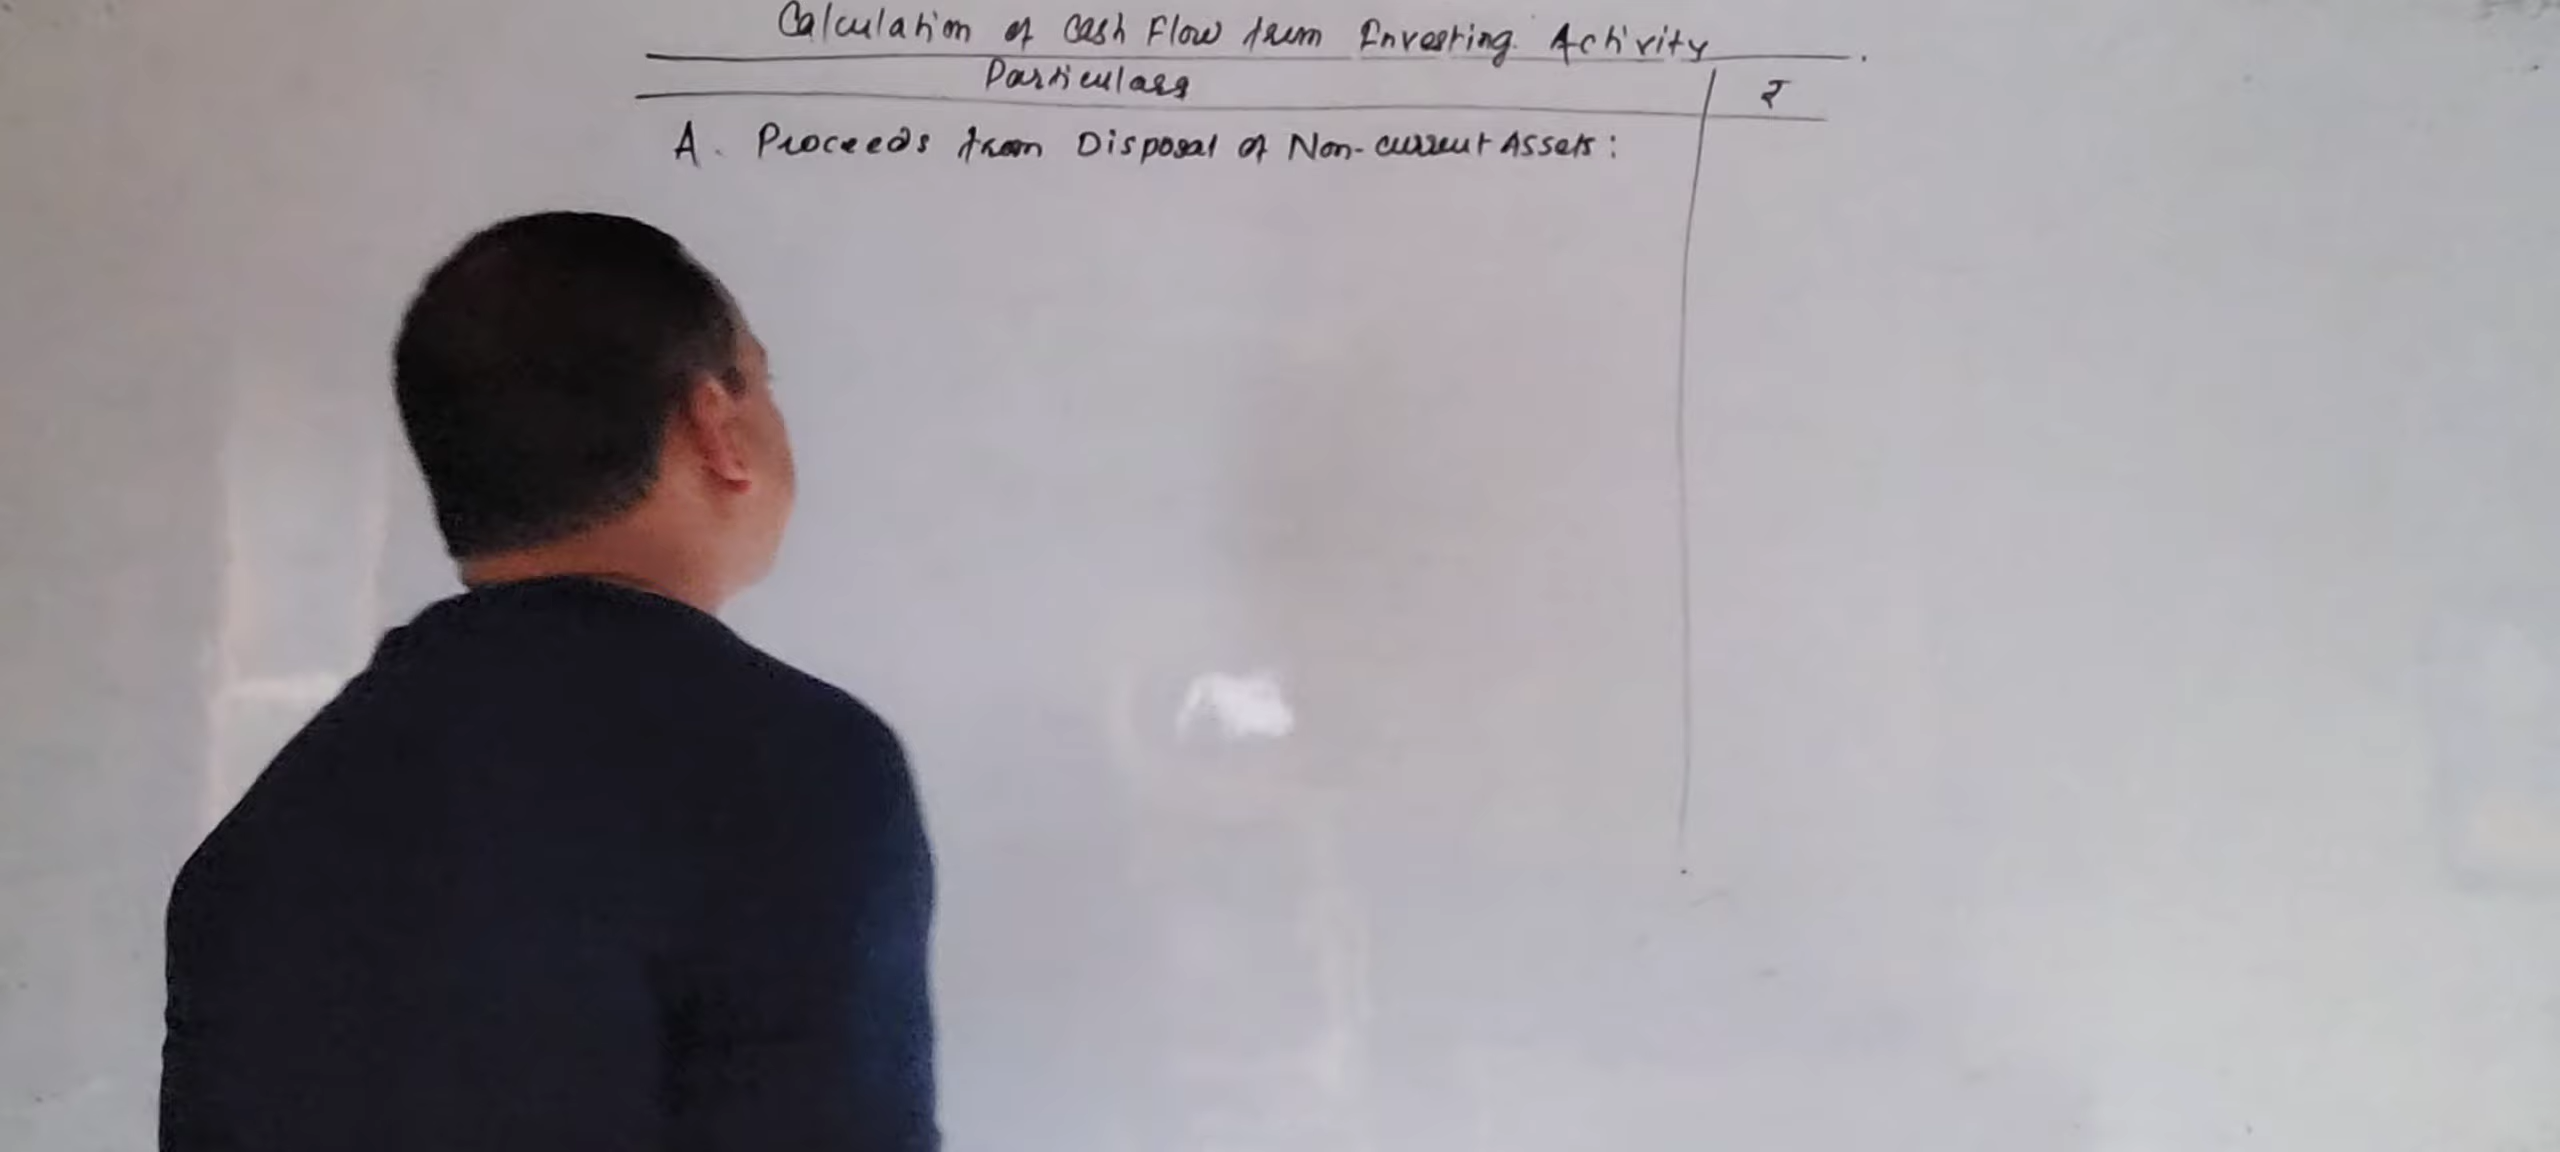 Calculation of Cash Flow from Investing Activity
Particulars ₹
A. Proceeds from Disposal of Non-current Assets: